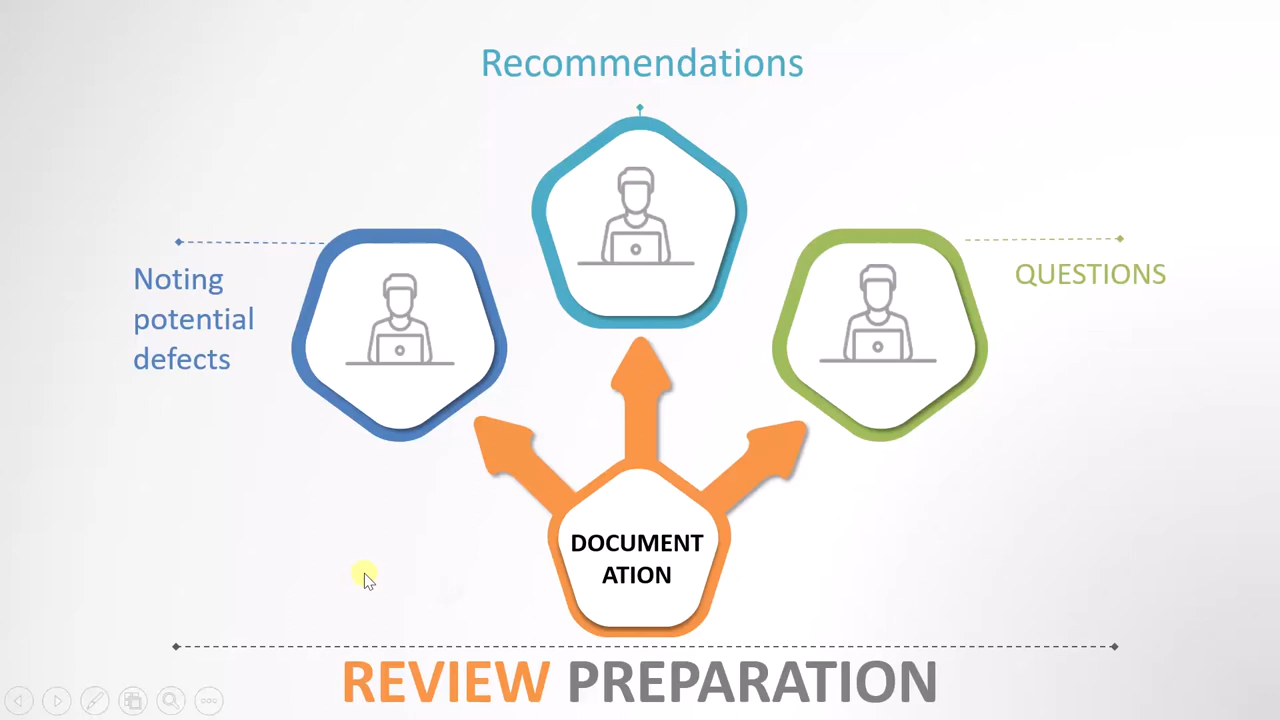 Recommendations
Noting
potential
defects
QUESTIONS
DOCUMENT
ATION
REVIEW PREPARATION